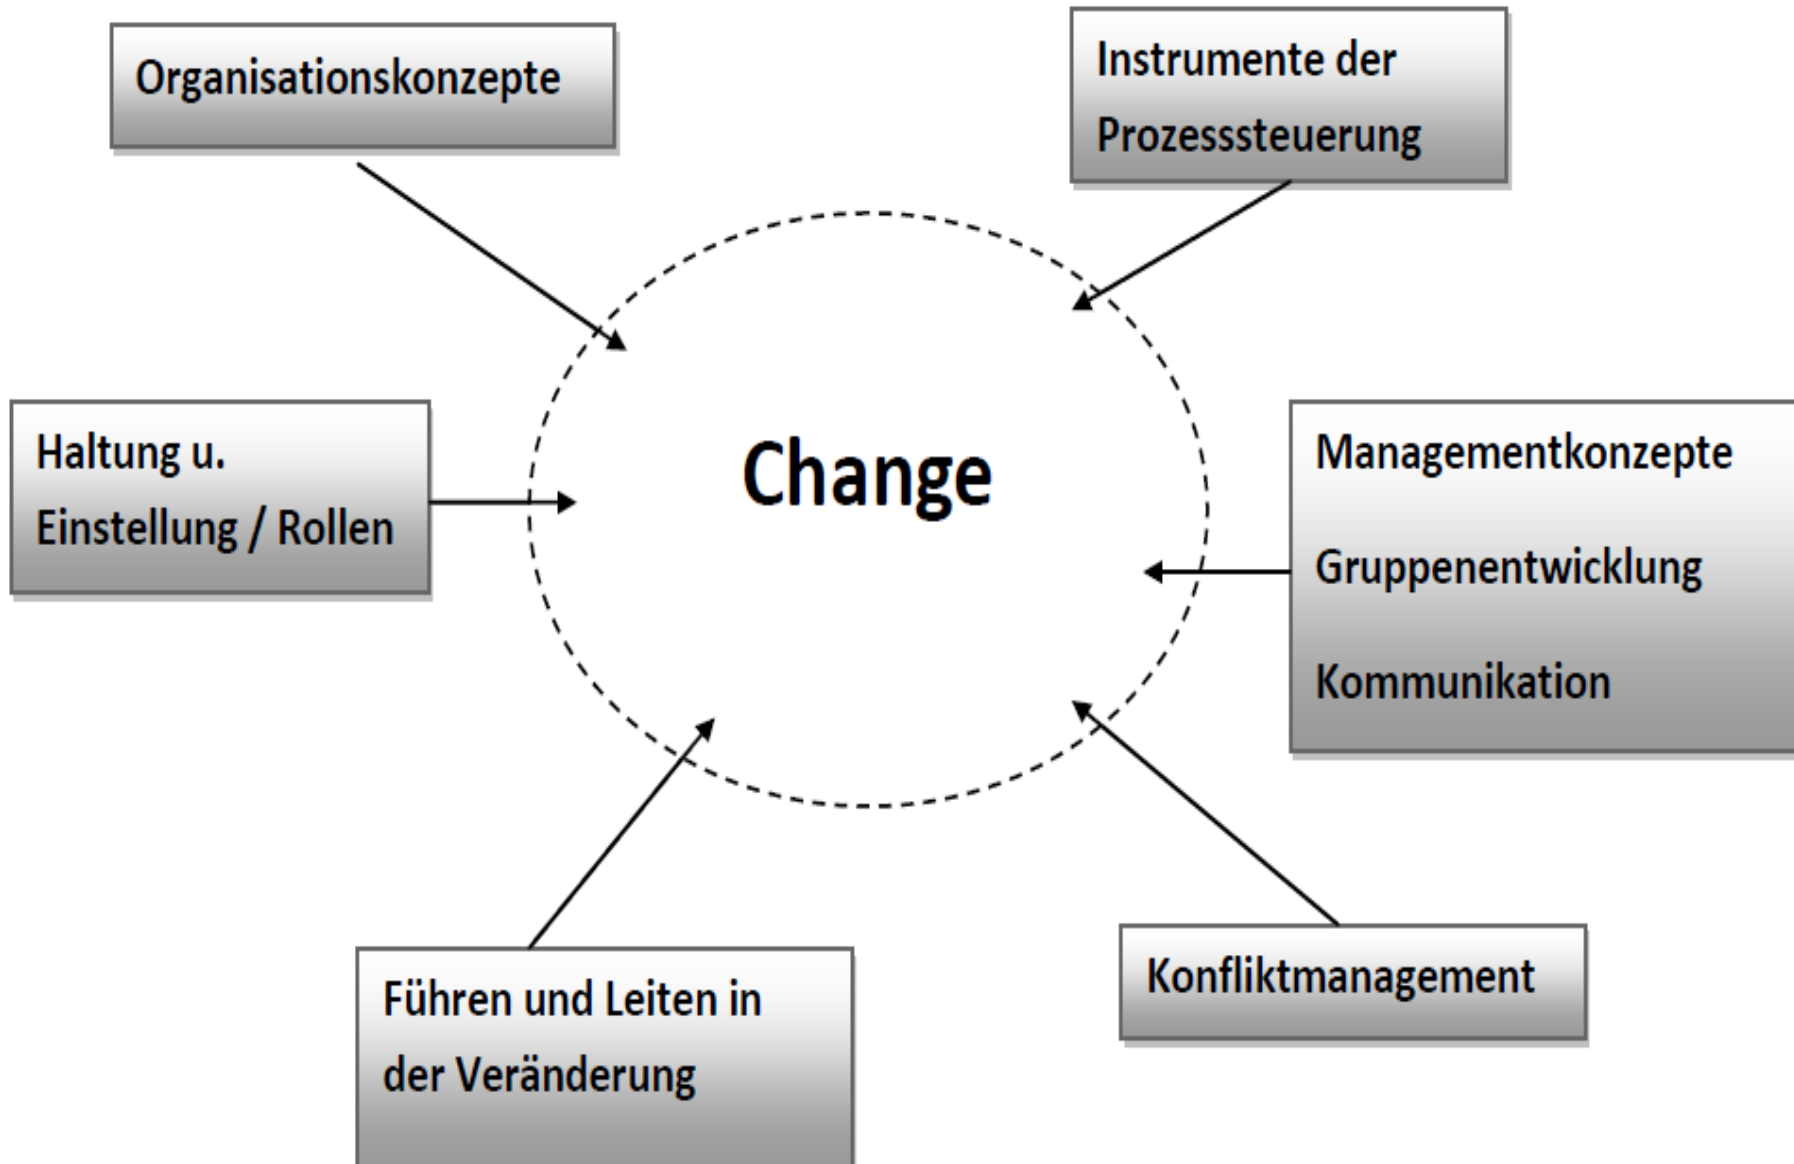 Organisationskonzepte
Instrumente der
Prozesssteuerung
Haltung u.
Einstellung / Rollen
Change
Managementkonzepte
Gruppenentwicklung
Kommunikation
Führen und Leiten in
der Veränderung
Konfliktmanagement